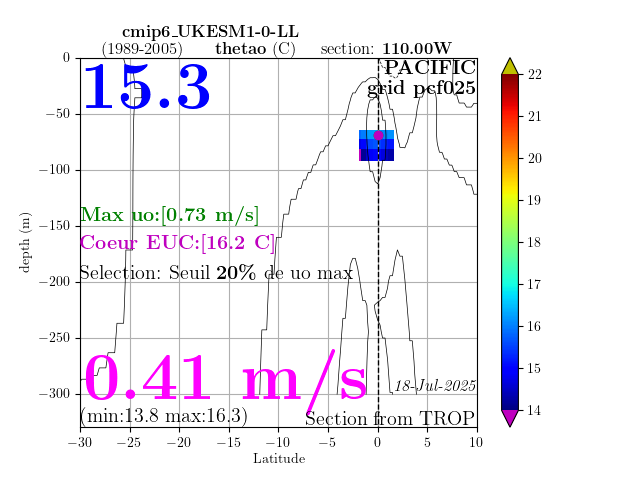 cmip6_UKESM1-0-LL
(1989-2005) thetao (C) section: 110.00W
PACIFIC
grid pcf025
15.3
Max uo:[0.73 m/s]
Coeur EUC:[16.2 C]
Selection: Seuil 20% de uo max
0.41 m/s
18-Jul-2025
(min:13.8 max:16.3)
Section from TROP
0
−50
−100
−150
−200
−250
−300
depth (m)
−30 −25 −20 −15 −10 −5 0 5 10
Latitude
22
21
20
19
18
17
16
15
14